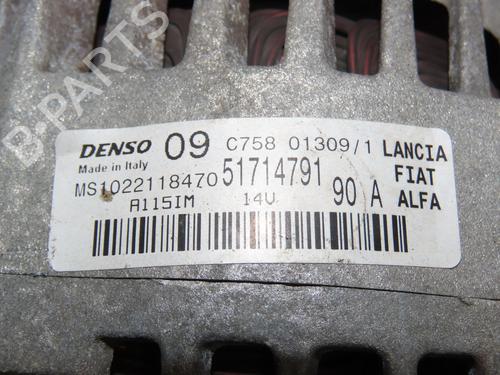 B-PARTS
DENSO 09 C758 01309/1 LANCIA
Made in Italy
MS1022118470 51714791 FIAT
A115IM 14V 90 A ALFA